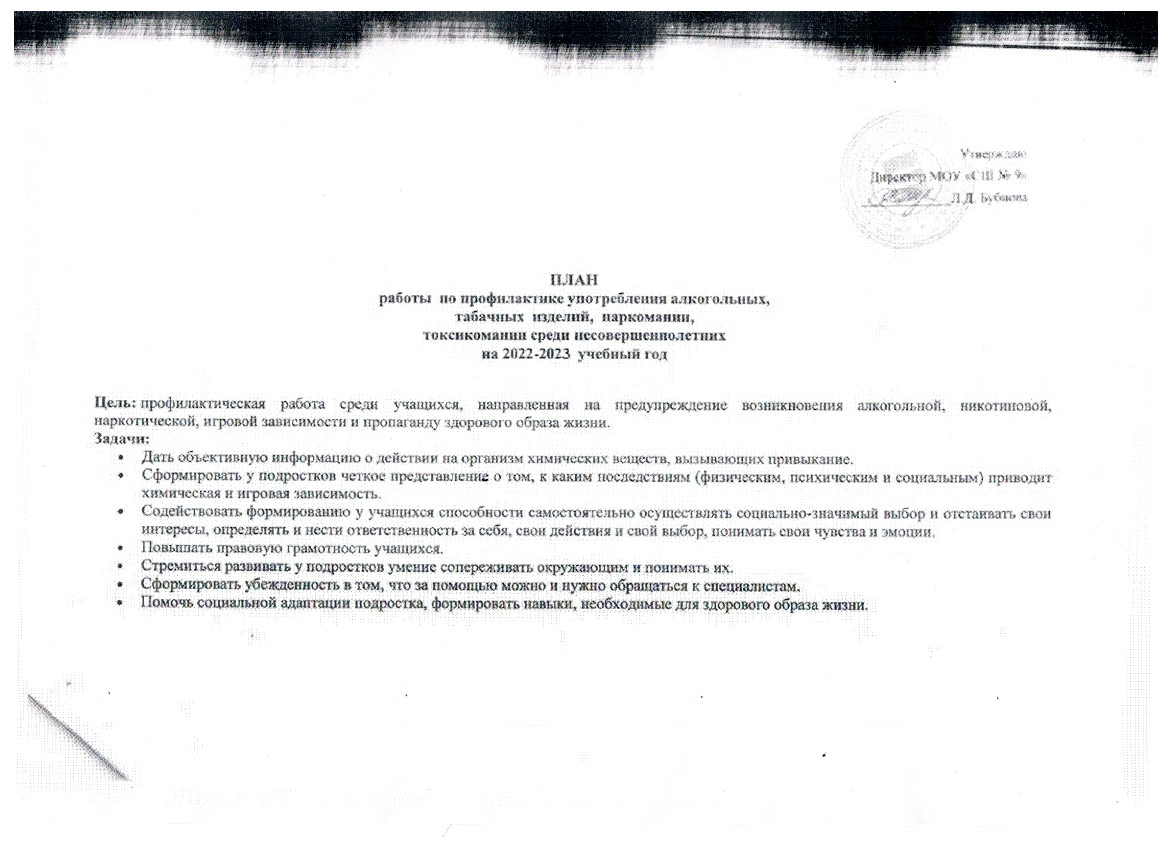 Утверждаю
Директор МОУ «СШ № 9»
Л.Д. Бубнова
ПЛАН
работы по профилактике употребления алкогольных,
табачных изделий, наркомании,
токсикомании среди несовершеннолетних
на 2022-2023 учебный год
Цель: профилактическая работа среди учащихся, направленная на предупреждение возникновения алкогольной, никотиновой,
наркотической, игровой зависимости и пропаганду здорового образа жизни.
Задачи:
• Дать объективную информацию о действии на организм химических веществ, вызывающих привыкание.
• Сформировать у подростков четкое представление о том, к каким последствиям (физическим, психическим и социальным) приводит
химическая и игровая зависимость.
• Содействовать формированию у учащихся способности самостоятельно осуществлять социально-значимый выбор и отстаивать свои
интересы, определять и нести ответственность за себя, свои действия и свой выбор, понимать свои чувства и эмоции.
• Повышать правовую грамотность учащихся.
• Стремиться развивать у подростков умение сопереживать окружающим и понимать их.
• Сформировать убежденность в том, что за помощью можно и нужно обращаться к специалистам.
• Помочь социальной адаптации подростка, формировать навыки, необходимые для здорового образа жизни.